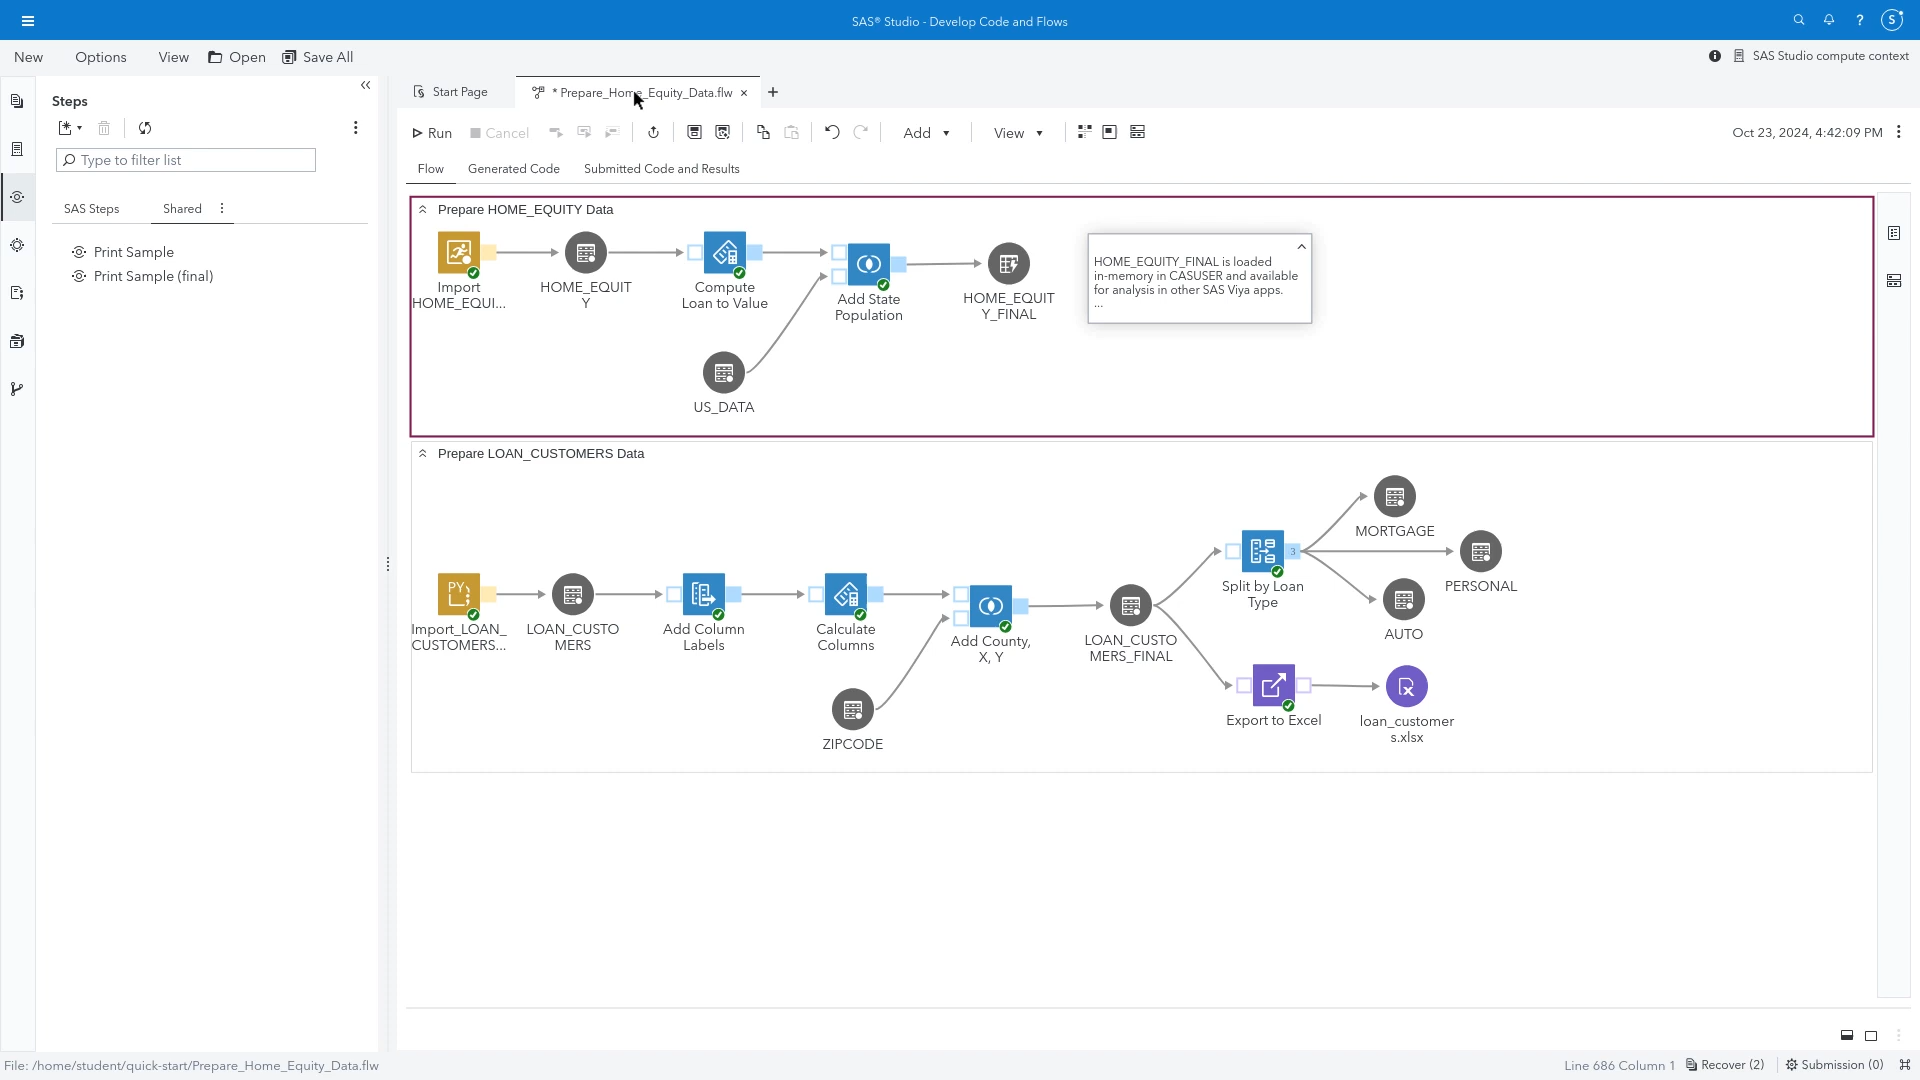 SAS® Studio - Develop Code and Flows
S
New
Options
View
Open
Save All
SAS Studio compute context
Steps
Type to filter list
SAS Steps
Shared
Print Sample
Print Sample (final)
Start Page
* Prepare_Home_Equity_Data.flw
Run
Cancel
Add
View
Oct 23, 2024, 4:42:09 PM
Flow
Generated Code
Submitted Code and Results
Prepare HOME_EQUITY Data
Import
HOME_EQUI...
HOME_EQUIT
Y
Compute
Loan to Value
Add State
Population
HOME_EQUIT
Y_FINAL
HOME_EQUITY_FINAL is loaded
in-memory in CASUSER and available
for analysis in other SAS Viya apps.
...
US_DATA
Prepare LOAN_CUSTOMERS Data
PY
Import_LOAN_
CUSTOMERS...
LOAN_CUSTO
MERS
Add Column
Labels
Calculate
Columns
Add County,
X, Y
LOAN_CUSTO
MERS_FINAL
3
Split by Loan
Type
MORTGAGE
PERSONAL
AUTO
Export to Excel
loan_customer
s.xlsx
ZIPCODE
File: /home/student/quick-start/Prepare_Home_Equity_Data.flw
Line 686 Column 1
Recover (2)
Submission (0)